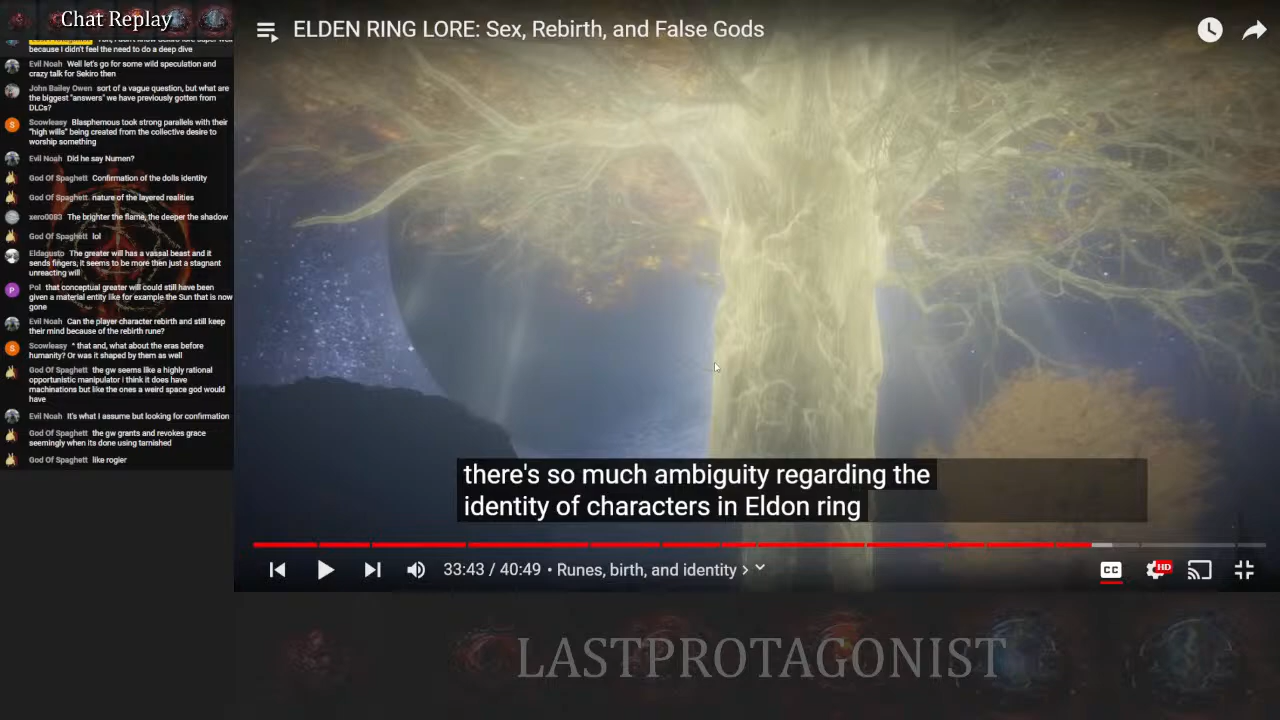 Chat Replay
because I didn't feel the need to do a deep dive
Evil Noah Well let's go for some wild speculation and
crazy talk for Sekiro then
John Bailey Owen sort of a vague question, but what are
the biggest "answers" we have previously gotten from
DLCs?
Scowleasy Blasphemous took strong parallels with their
"high wills" being created from the collective desire to
worship something
Evil Noah Did he say Numen?
God Of Spaghett Confirmation of the dolls identity
God Of Spaghett nature of the layered realities
xero0083 The brighter the flame, the deeper the shadow
God Of Spaghett lol
Eldagusto The greater will has a vassal beast and it
sends fingers, it seems to be more then just a stagnant
unreacting will
Pol that conceptual greater will could still have been
given a material entity like for example the Sun that is now
gone
Evil Noah Can the player character rebirth and still keep
their mind because of the rebirth rune?
Scowleasy ^ that and, what about the eras before
humanity? Or was it shaped by them as well
God Of Spaghett the gw seems like a highly rational
opportunistic manipulator i think it does have
machinations but like the ones a weird space god would
have
Evil Noah It's what I assume but looking for confirmation
God Of Spaghett the gw grants and revokes grace
seemingly when its done using tarnished
God Of Spaghett like rogier
ELDEN RING LORE: Sex, Rebirth, and False Gods
there's so much ambiguity regarding the
identity of characters in Eldon ring
33:43 / 40:49 • Runes, birth, and identity
CC
HD
LASTPROTAGONIST